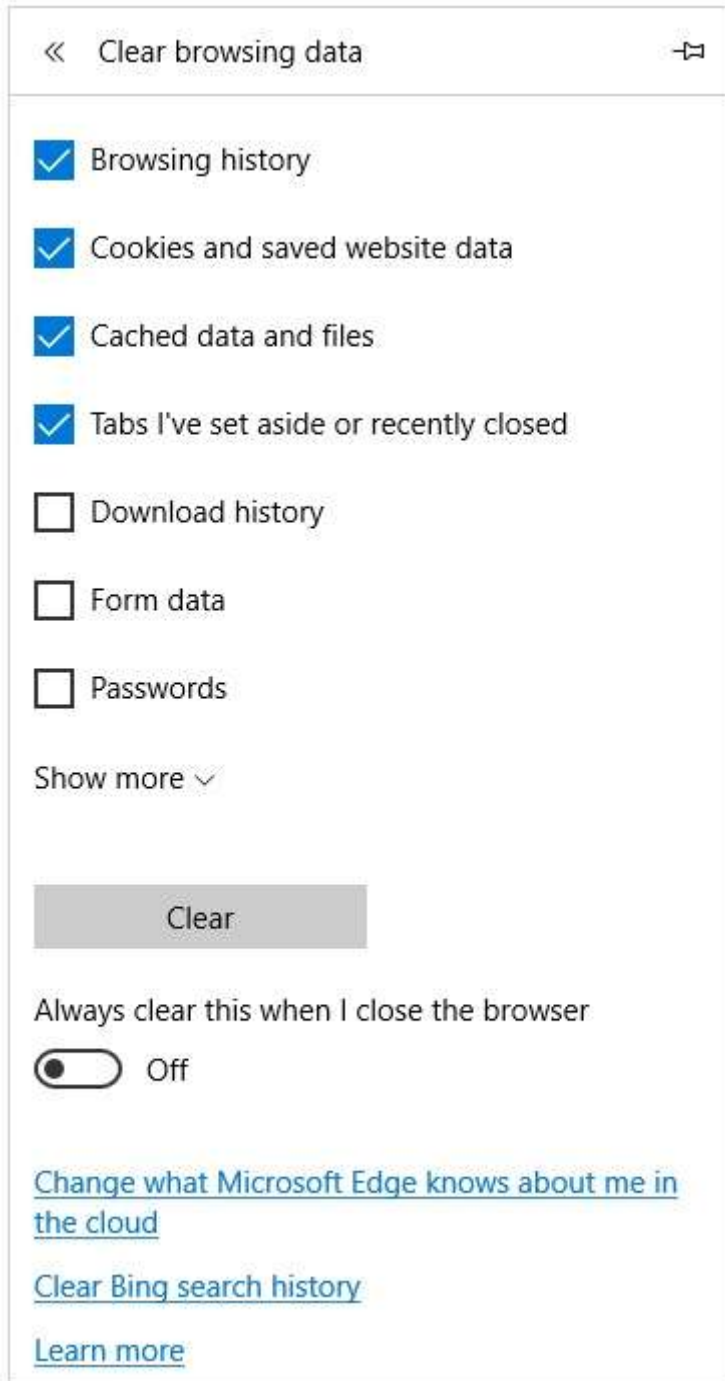 Clear browsing data
Browsing history
Cookies and saved website data
Cached data and files
Tabs I've set aside or recently closed
Download history
Form data
Passwords
Show more
Clear
Always clear this when I close the browser
Off
Change what Microsoft Edge knows about me in
the cloud
Clear Bing search history
Learn more